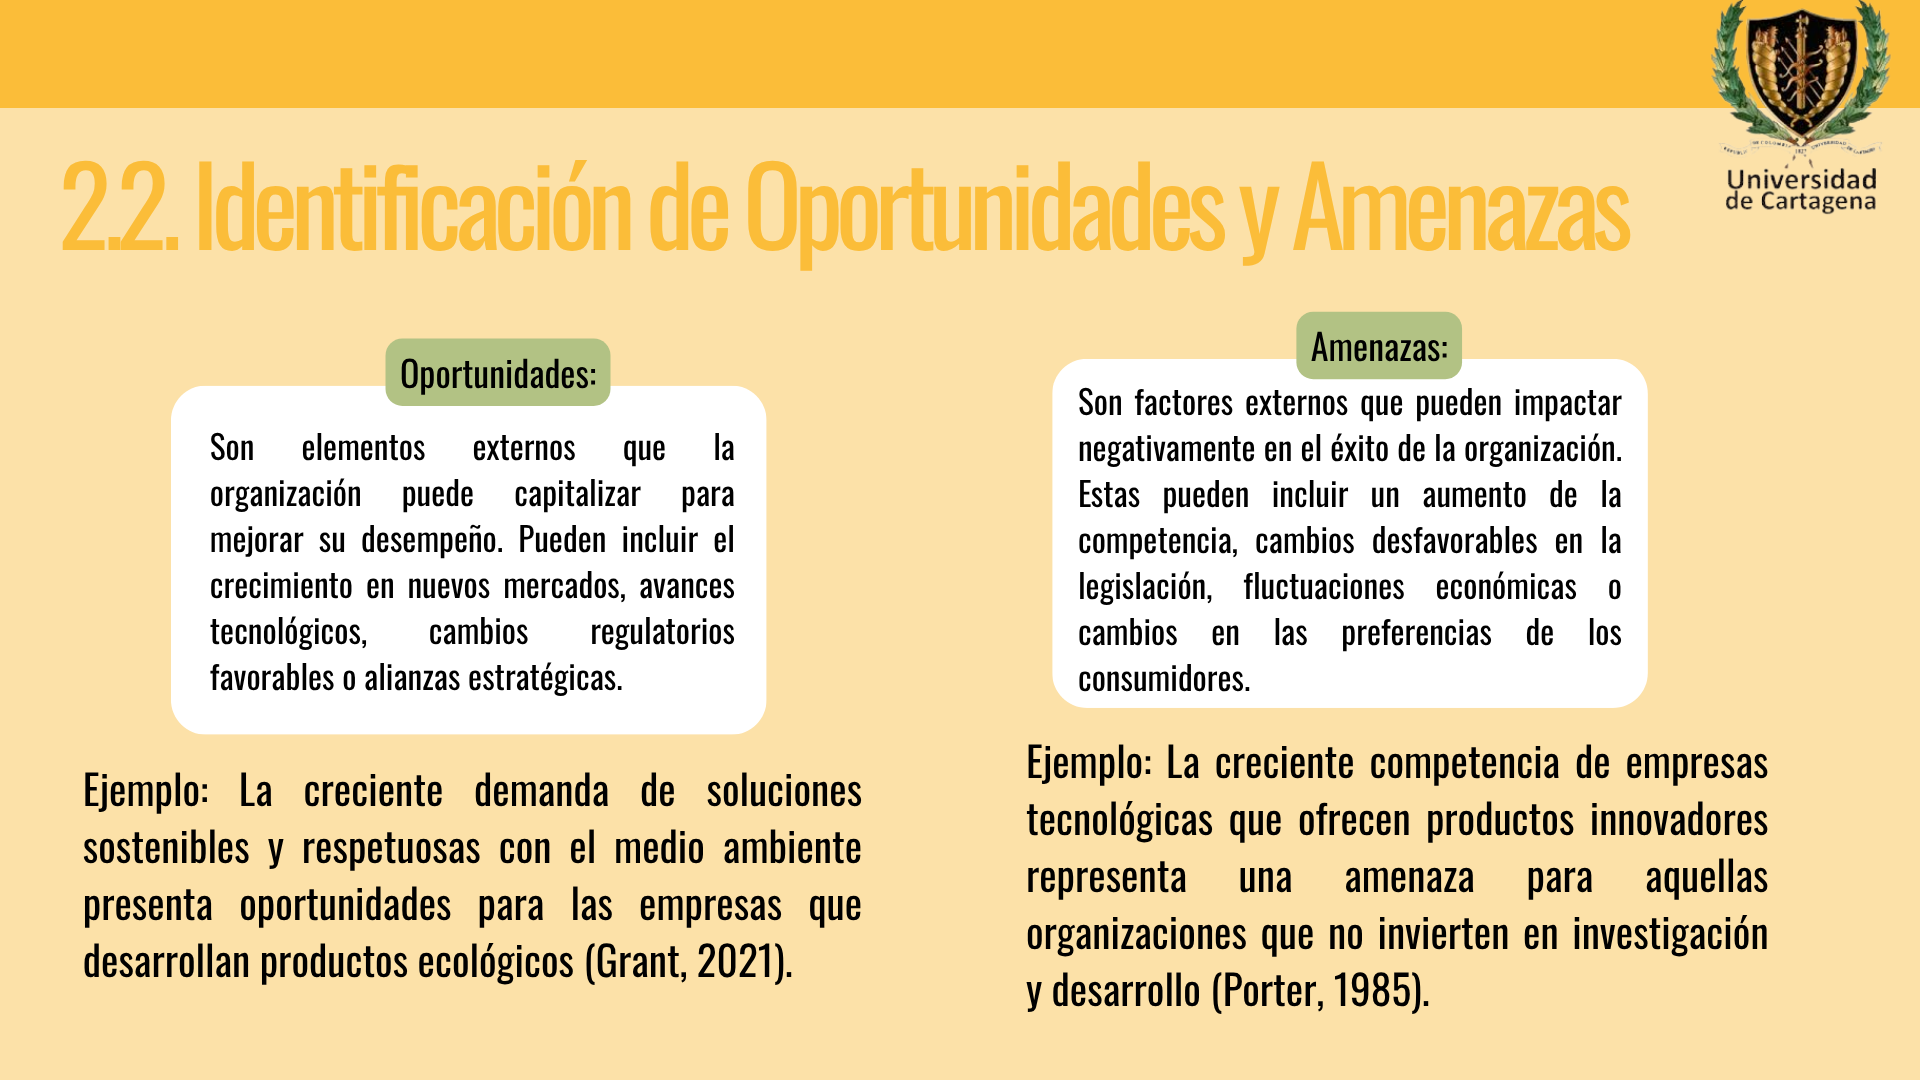 Universidad
de Cartagena
2.2. Identificación de Oportunidades y Amenazas
Oportunidades:
Son elementos externos que la
organización puede capitalizar para
mejorar su desempeño. Pueden incluir el
crecimiento en nuevos mercados, avances
tecnológicos, cambios regulatorios
favorables o alianzas estratégicas.
Ejemplo: La creciente demanda de soluciones
sostenibles y respetuosas con el medio ambiente
presenta oportunidades para las empresas que
desarrollan productos ecológicos (Grant, 2021).
Amenazas:
Son factores externos que pueden impactar
negativamente en el éxito de la organización.
Estas pueden incluir un aumento de la
competencia, cambios desfavorables en la
legislación, fluctuaciones económicas o
cambios en las preferencias de los
consumidores.
Ejemplo: La creciente competencia de empresas
tecnológicas que ofrecen productos innovadores
representa una amenaza para aquellas
organizaciones que no invierten en investigación
y desarrollo (Porter, 1985).